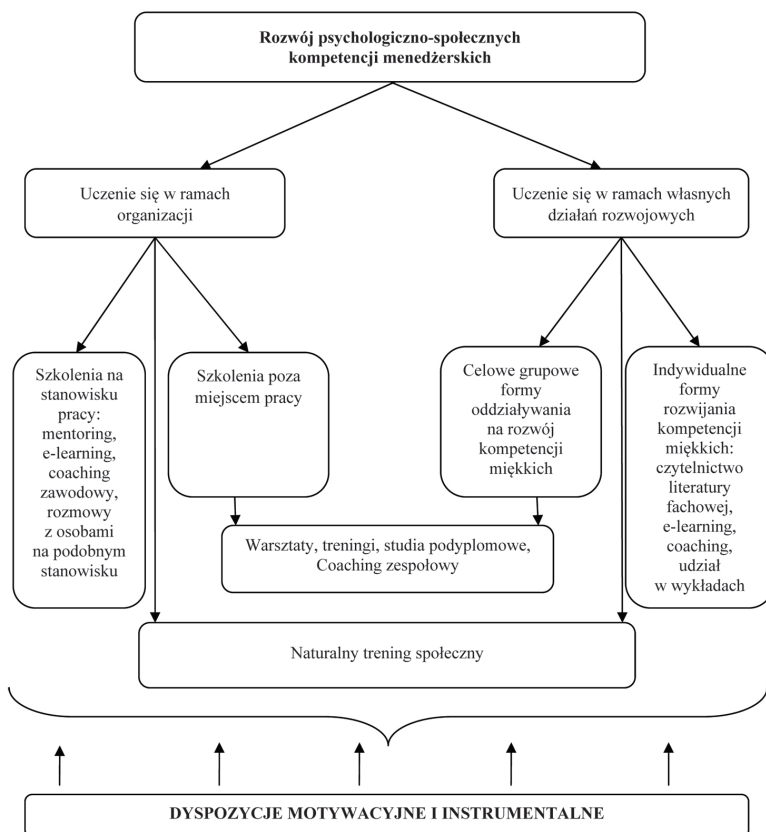 Rozwój psychologiczno-społecznych
kompetencji menedżerskich
Uczenie się w ramach
organizacji
Uczenie się w ramach własnych
działań rozwojowych
Szkolenia na
stanowisku
pracy:
mentoring,
e-learning,
coaching
zawodowy,
rozmowy
z osobami
na podobnym
stanowisku
Szkolenia poza
miejscem pracy
Celowe grupowe
formy
oddziaływania
na rozwój
kompetencji
miękkich
Indywidualne
formy
rozwijania
kompetencji
miękkich:
czytelnictwo
literatury
fachowej,
e-learning,
coaching,
udział
w wykładach
Warsztaty, treningi, studia podyplomowe,
Coaching zespołowy
Naturalny trening społeczny
DYSPOZYCJE MOTYWACYJNE I INSTRUMENTALNE